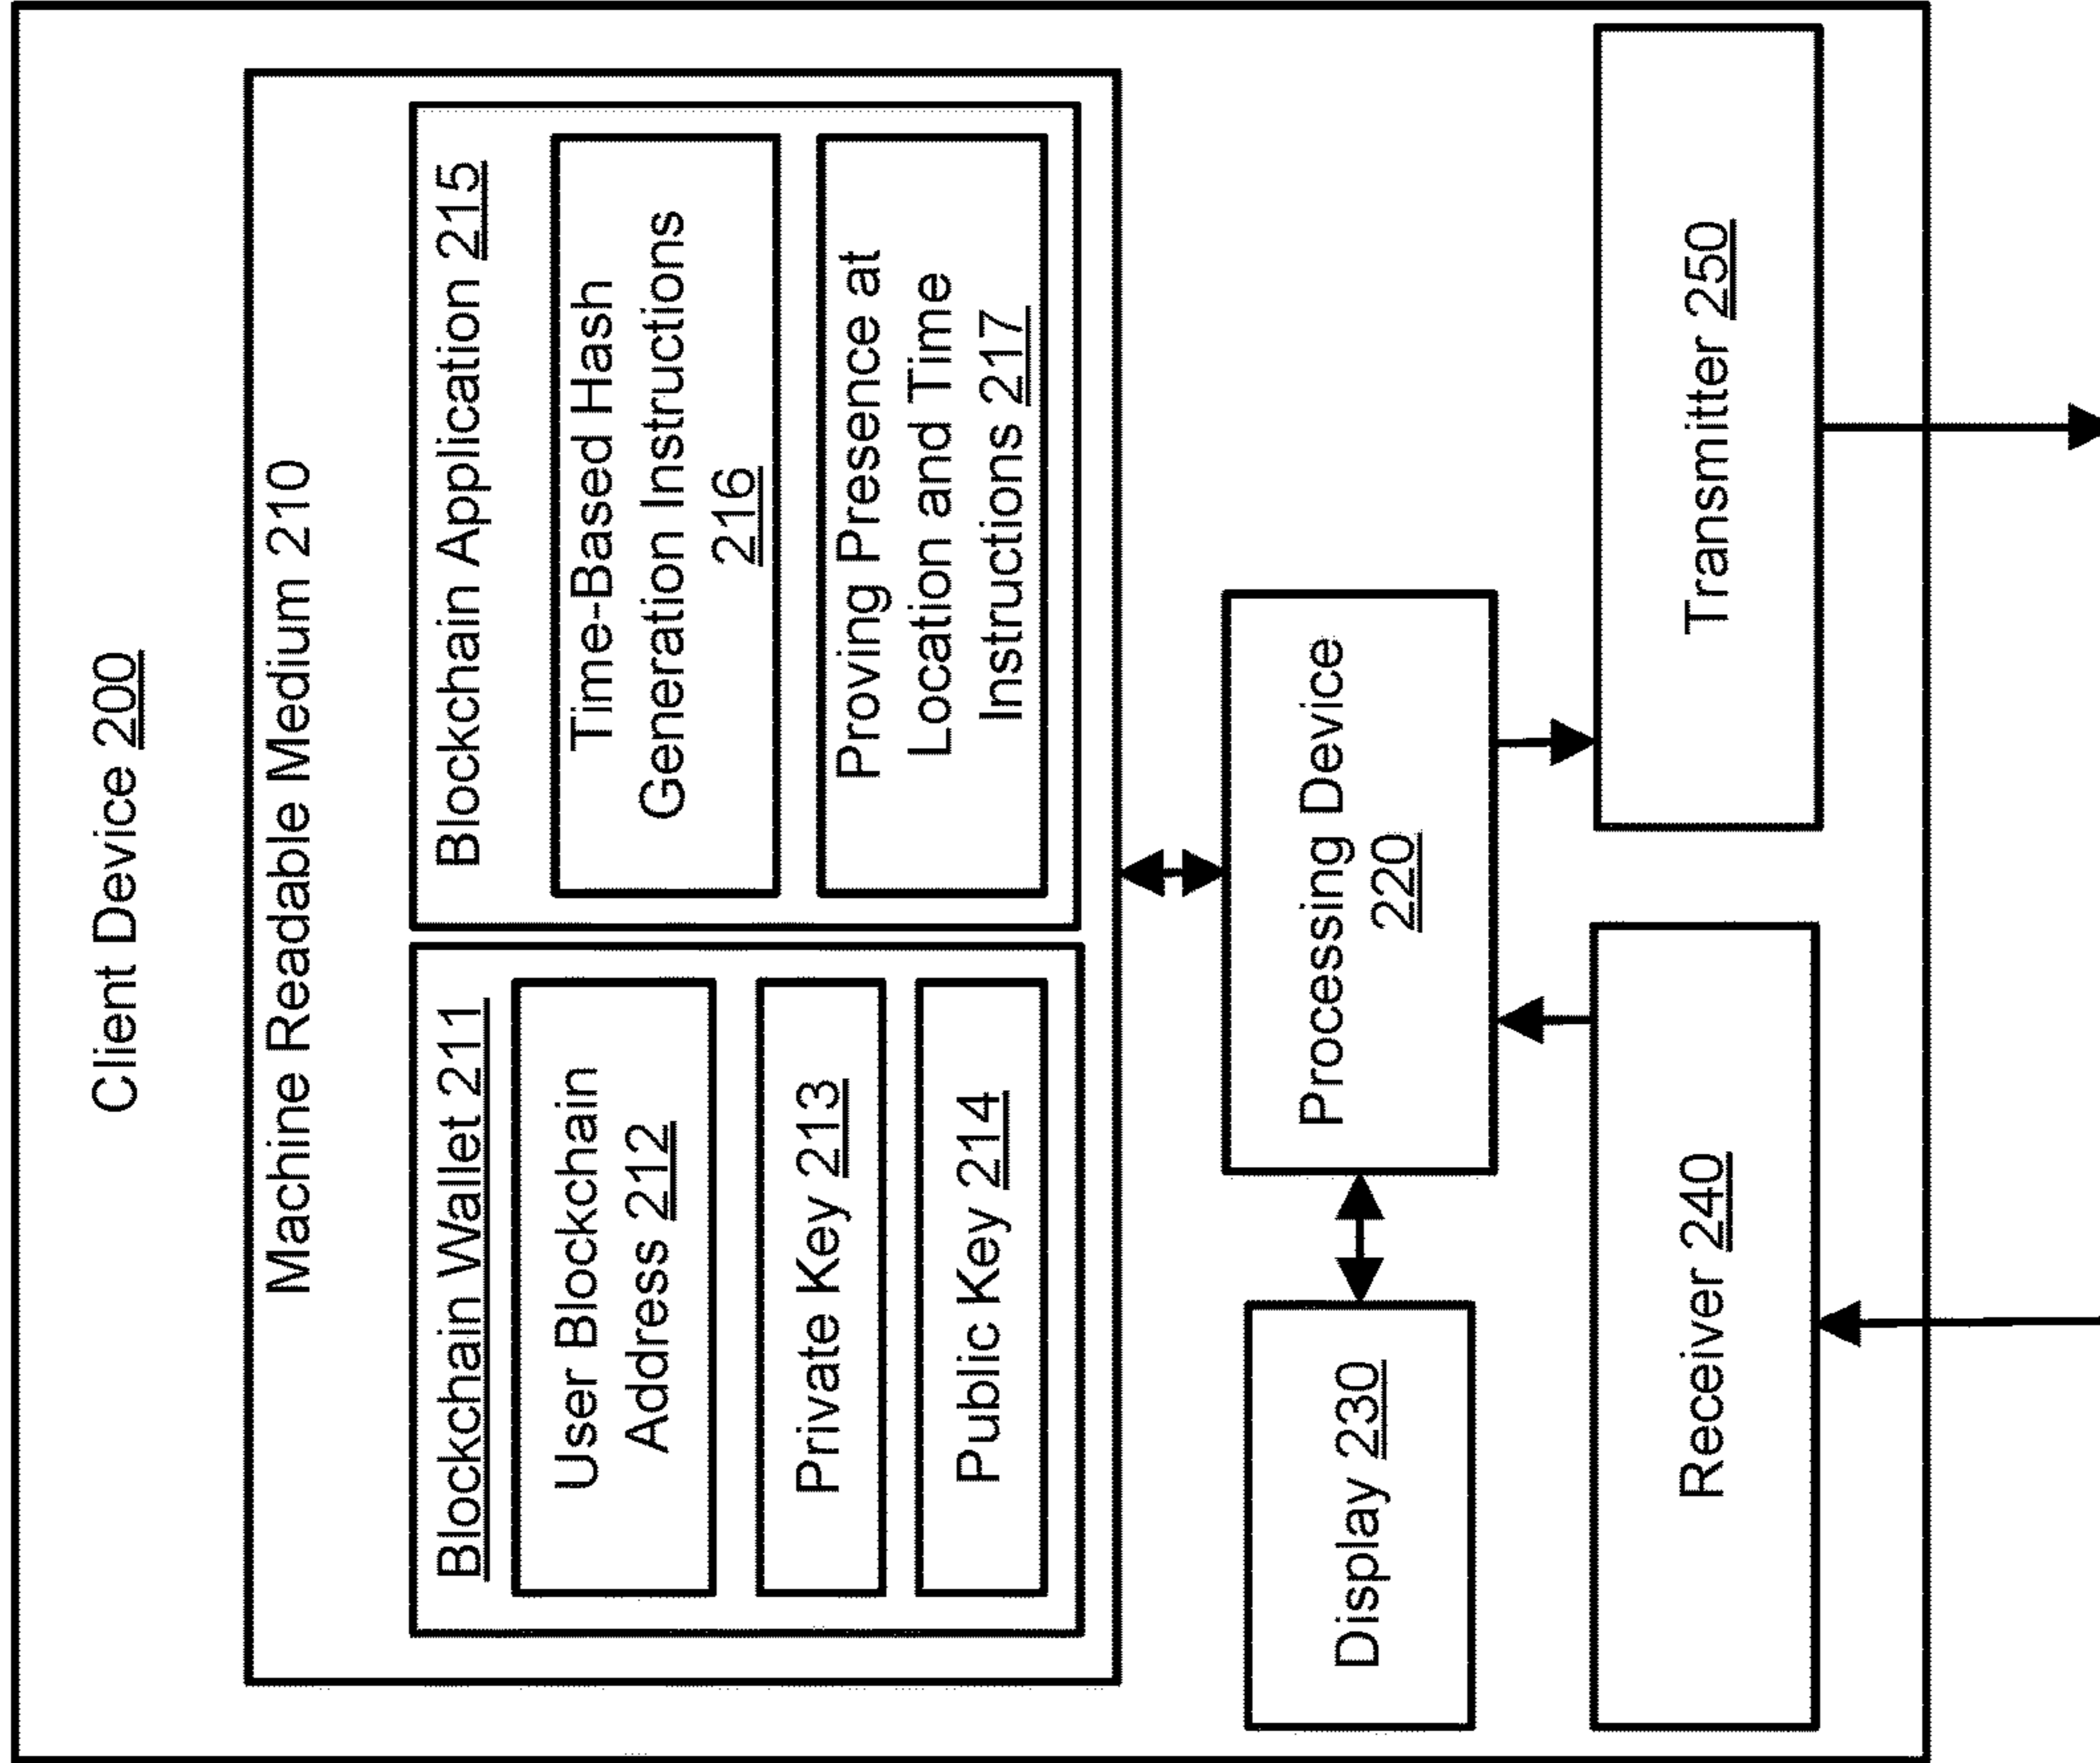 Client Device 200
Machine Readable Medium 210
Blockchain Wallet 211
User Blockchain
Address 212
Private Key 213
Public Key 214
Blockchain Application 215
Time-Based Hash
Generation Instructions
216
Proving Presence at
Location and Time
Instructions 217
Processing Device
220
Display 230
Receiver 240
Transmitter 250